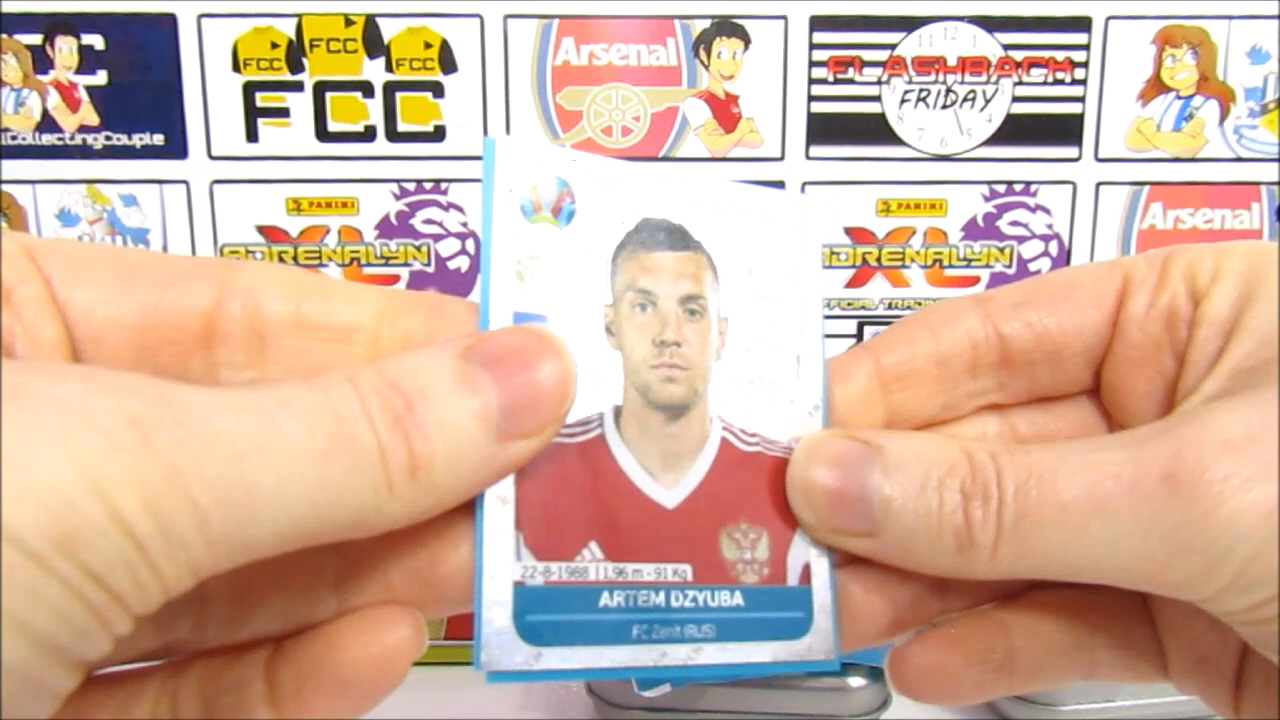 FCC
FCC
FCC
FCC
lCollectingCouple
Arsenal
FLASHBACK
FRIDAY
PANINI
ADRENALYN
XL
PANINI
ADRENALYN
XL
Arsenal
22-8-1988 | 1,96 m - 91 Kg
ARTEM DZYUBA
FC Zenit (RUS)